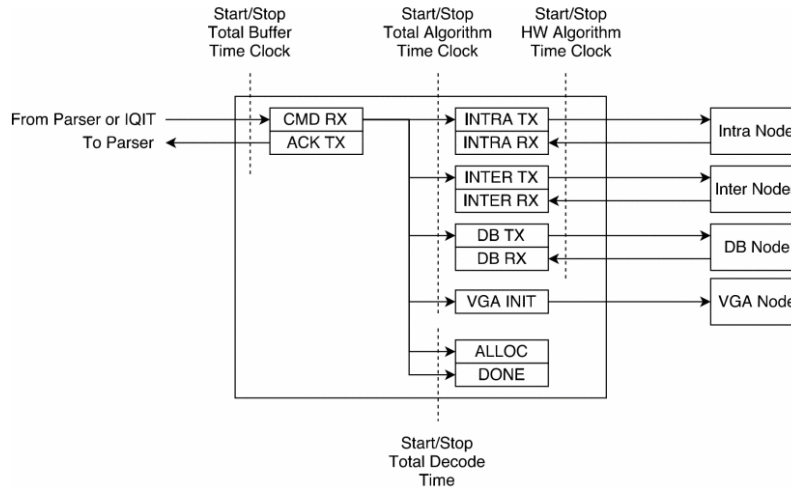 Start/Stop
Total Buffer
Time Clock
Start/Stop
Total Algorithm
Time Clock
Start/Stop
HW Algorithm
Time Clock
From Parser or IQIT
To Parser
CMD RX
ACK TX
INTRA TX
INTRA RX
Intra Node
INTER TX
INTER RX
Inter Node
DB TX
DB RX
DB Node
VGA INIT
VGA Node
ALLOC
DONE
Start/Stop
Total Decode
Time